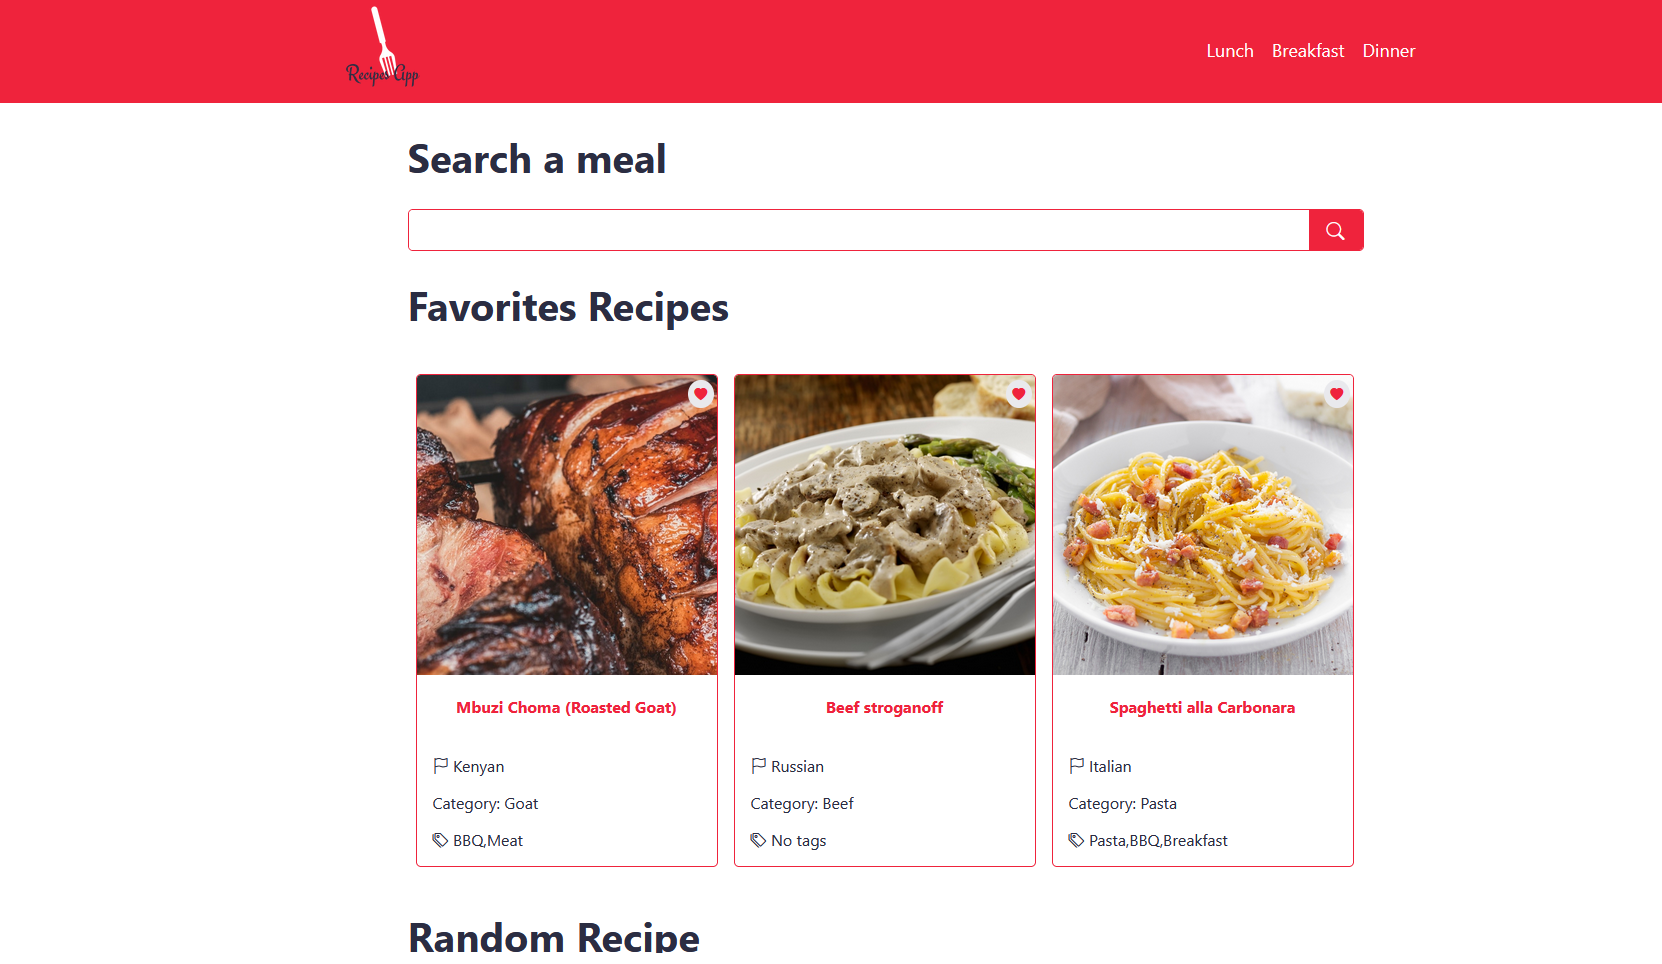 Recipes App
Lunch Breakfast Dinner
Search a meal
Favorites Recipes
Mbuzi Choma (Roasted Goat)
Kenyan
Category: Goat
BBQ,Meat
Beef stroganoff
Russian
Category: Beef
No tags
Spaghetti alla Carbonara
Italian
Category: Pasta
Pasta,BBQ,Breakfast
Random Recipe